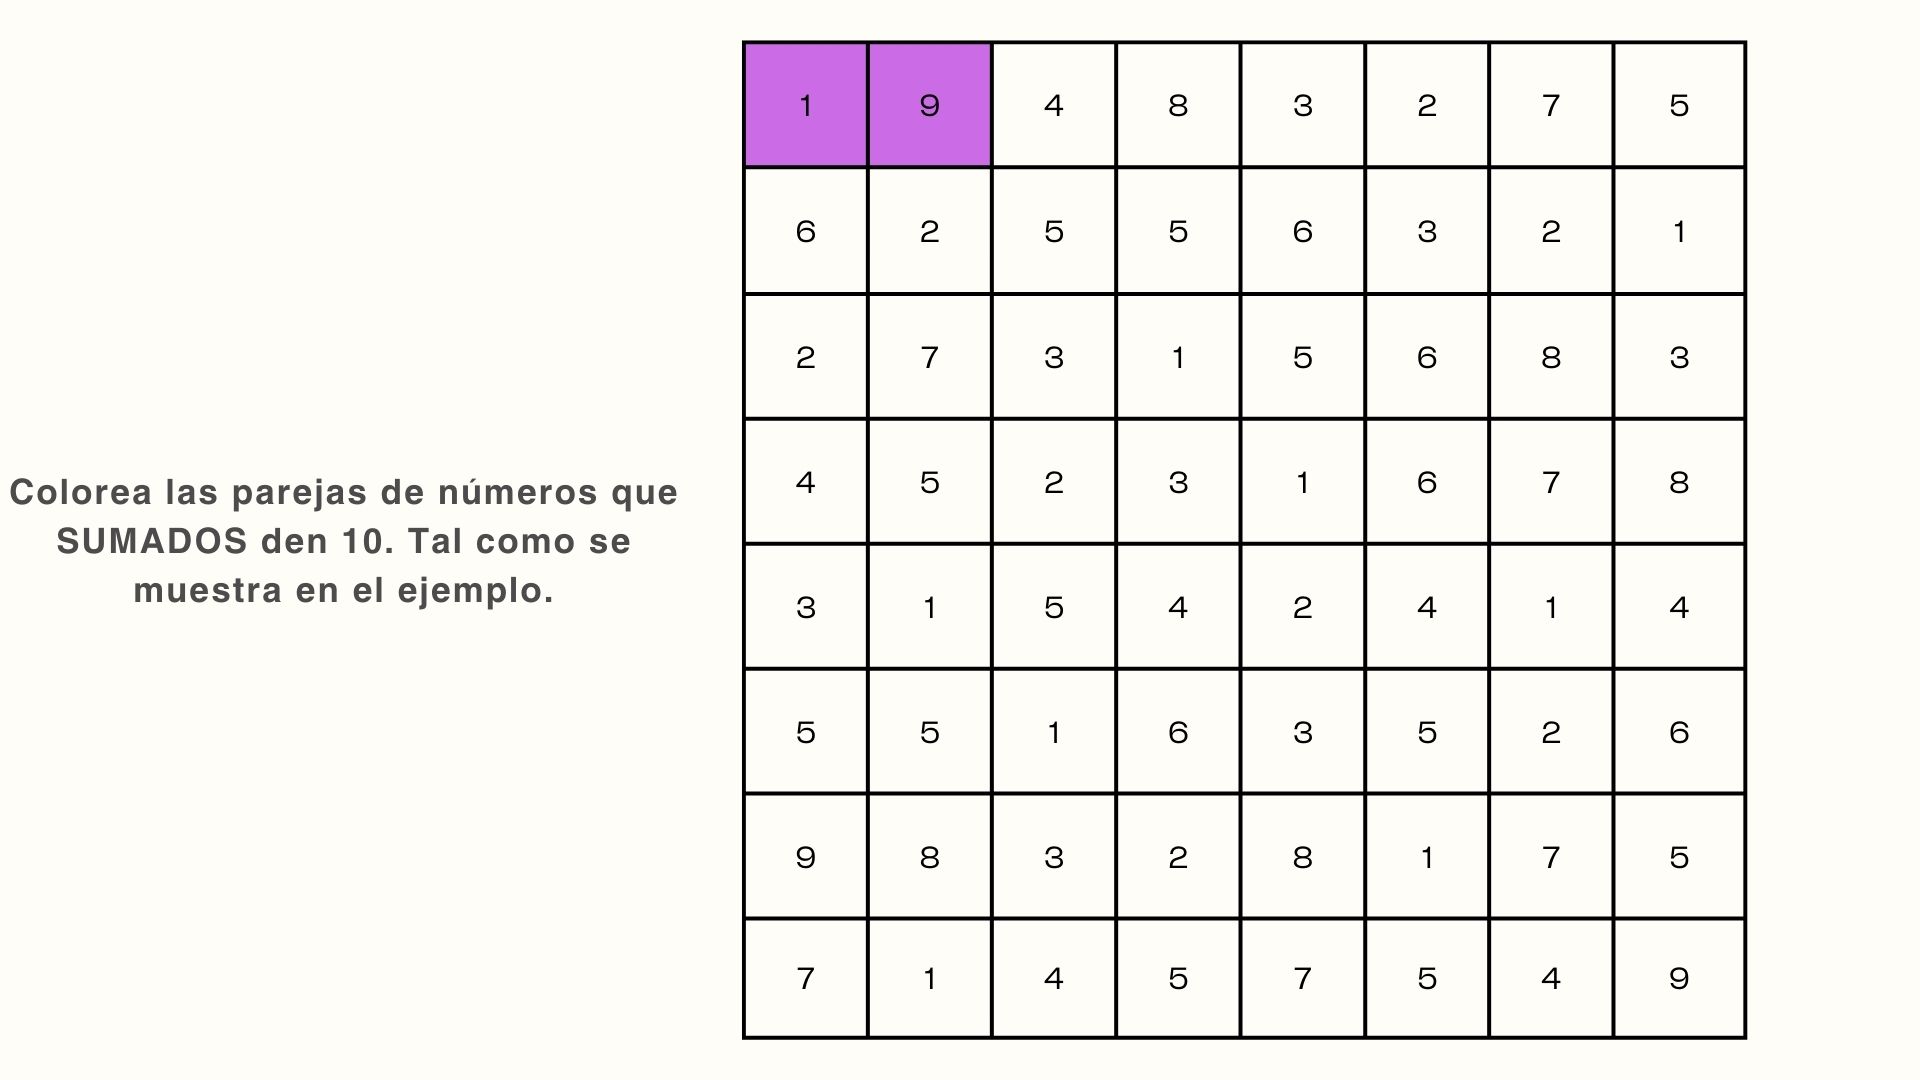 Colorea las parejas de números que
SUMADOS den 10. Tal como se
muestra en el ejemplo.
1 9 4 8 3 2 7 5
6 2 5 5 6 3 2 1
2 7 3 1 5 6 8 3
4 5 2 3 1 6 7 8
3 1 5 4 2 4 1 4
5 5 1 6 3 5 2 6
9 8 3 2 8 1 7 5
7 1 4 5 7 5 4 9